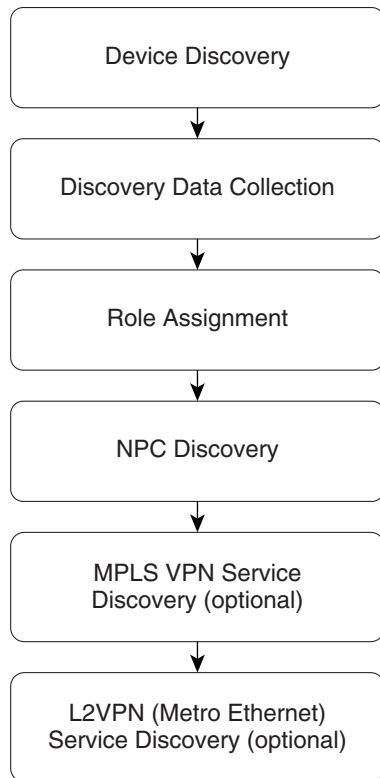 Device Discovery
Discovery Data Collection
Role Assignment
NPC Discovery
MPLS VPN Service
Discovery (optional)
L2VPN (Metro Ethernet)
Service Discovery (optional)